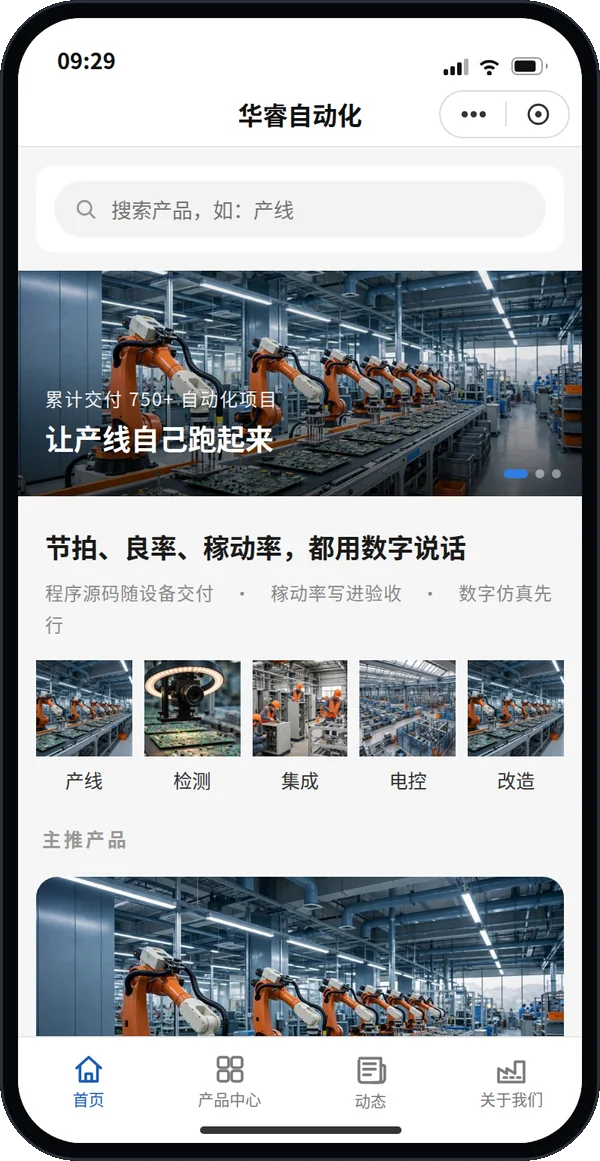 09:29
华睿自动化
搜索产品，如：产线
累计交付 750+ 自动化项目
让产线自己跑起来
节拍、良率、稼动率，都用数字说话
程序源码随设备交付 · 稼动率写进验收 · 数字仿真先
行
产线 检测 集成 电控 改造
主推产品
首页 产品中心 动态 关于我们